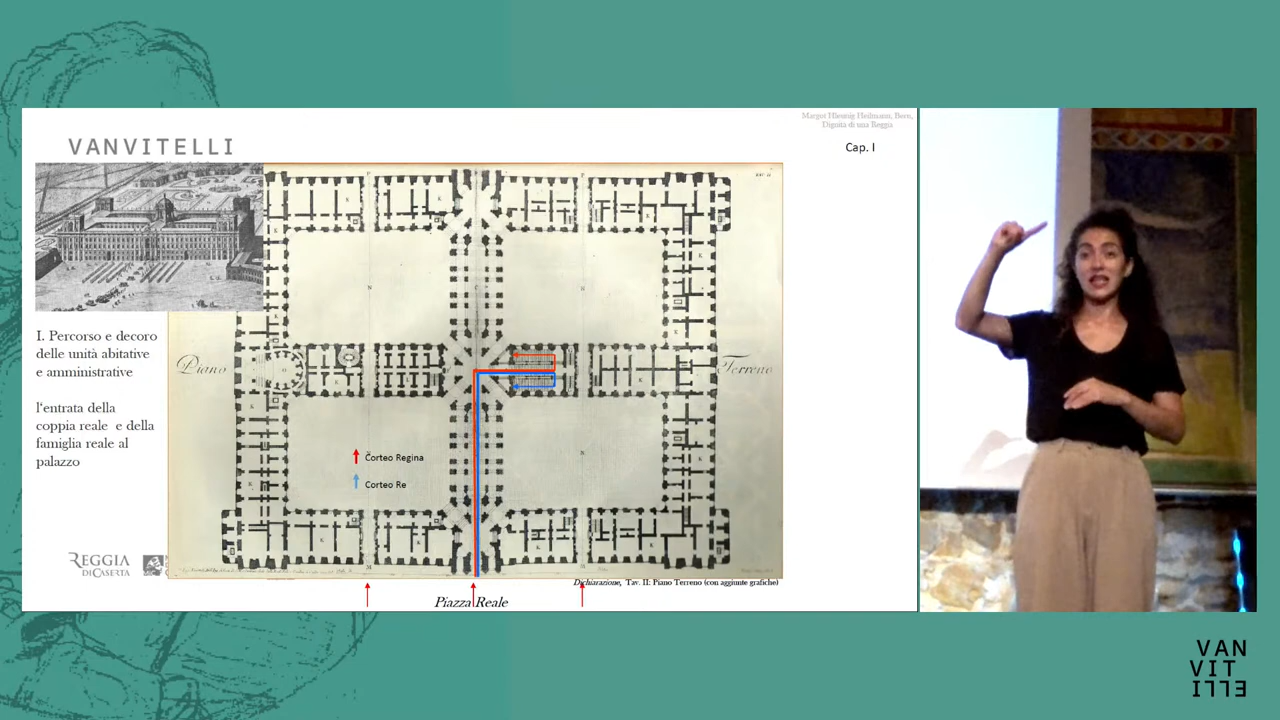 Margot Hleunig Heilmann, Bern,
Dignità di una Reggia
VANVITELLI
Cap. I
I. Percorso e decoro
delle unità abitative
e amministrative
l'entrata della
coppia reale e della
famiglia reale al
palazzo
Piano
Terreno
Corteo Regina
Corteo Re
REGGIA
DI CASERTA
Dichiarazione, Tav. II: Piano Terreno (con aggiunte grafiche)
Piazza Reale
VAN
VIT
ELLI